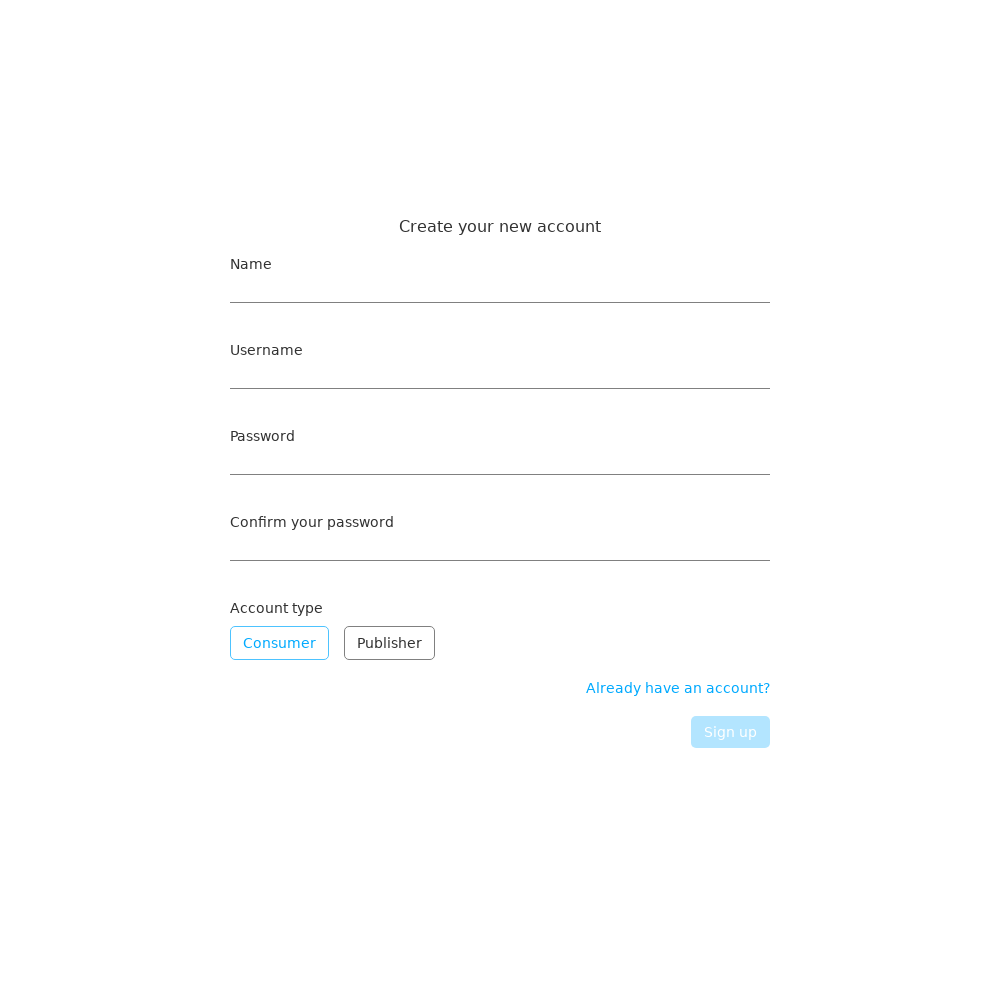 Create your new account
Name
Username
Password
Confirm your password
Account type
Consumer Publisher
Already have an account?
Sign up